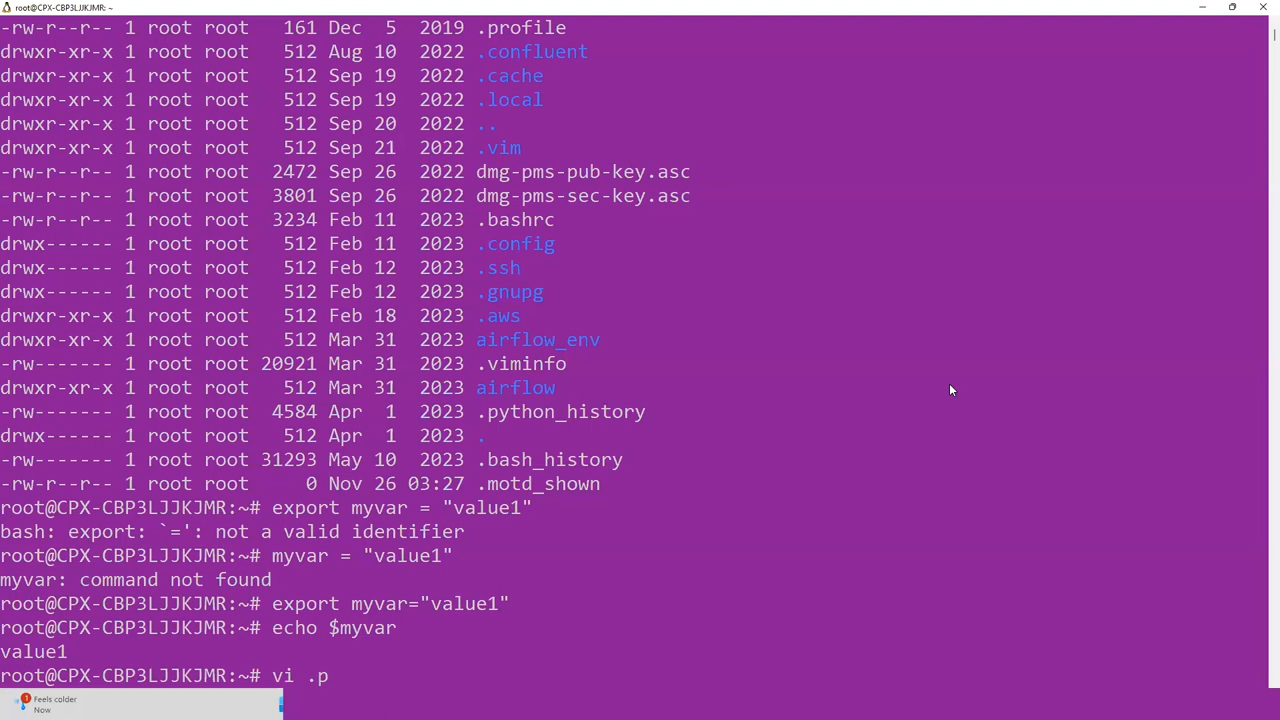 root@CPX-CBP3LJJKJMR: ~
-rw-r--r-- 1 root root   161 Dec  5  2019 .profile
drwxr-xr-x 1 root root   512 Aug 10  2022 .confluent
drwxr-xr-x 1 root root   512 Sep 19  2022 .cache
drwxr-xr-x 1 root root   512 Sep 19  2022 .local
drwxr-xr-x 1 root root   512 Sep 20  2022 ..
drwxr-xr-x 1 root root   512 Sep 21  2022 .vim
-rw-r--r-- 1 root root  2472 Sep 26  2022 dmg-pms-pub-key.asc
-rw-r--r-- 1 root root  3801 Sep 26  2022 dmg-pms-sec-key.asc
-rw-r--r-- 1 root root  3234 Feb 11  2023 .bashrc
drwx------ 1 root root   512 Feb 11  2023 .config
drwx------ 1 root root   512 Feb 12  2023 .ssh
drwx------ 1 root root   512 Feb 12  2023 .gnupg
drwxr-xr-x 1 root root   512 Feb 18  2023 .aws
drwxr-xr-x 1 root root   512 Mar 31  2023 airflow_env
-rw------- 1 root root 20921 Mar 31  2023 .viminfo
drwxr-xr-x 1 root root   512 Mar 31  2023 airflow
-rw------- 1 root root  4584 Apr  1  2023 .python_history
drwx------ 1 root root   512 Apr  1  2023 .
-rw------- 1 root root 31293 May 10  2023 .bash_history
-rw-r--r-- 1 root root     0 Nov 26 03:27 .motd_shown
root@CPX-CBP3LJJKJMR:~# export myvar = "value1"
bash: export: `=': not a valid identifier
root@CPX-CBP3LJJKJMR:~# myvar = "value1"
myvar: command not found
root@CPX-CBP3LJJKJMR:~# export myvar="value1"
root@CPX-CBP3LJJKJMR:~# echo $myvar
value1
root@CPX-CBP3LJJKJMR:~# vi .p
1
Feels colder
Now